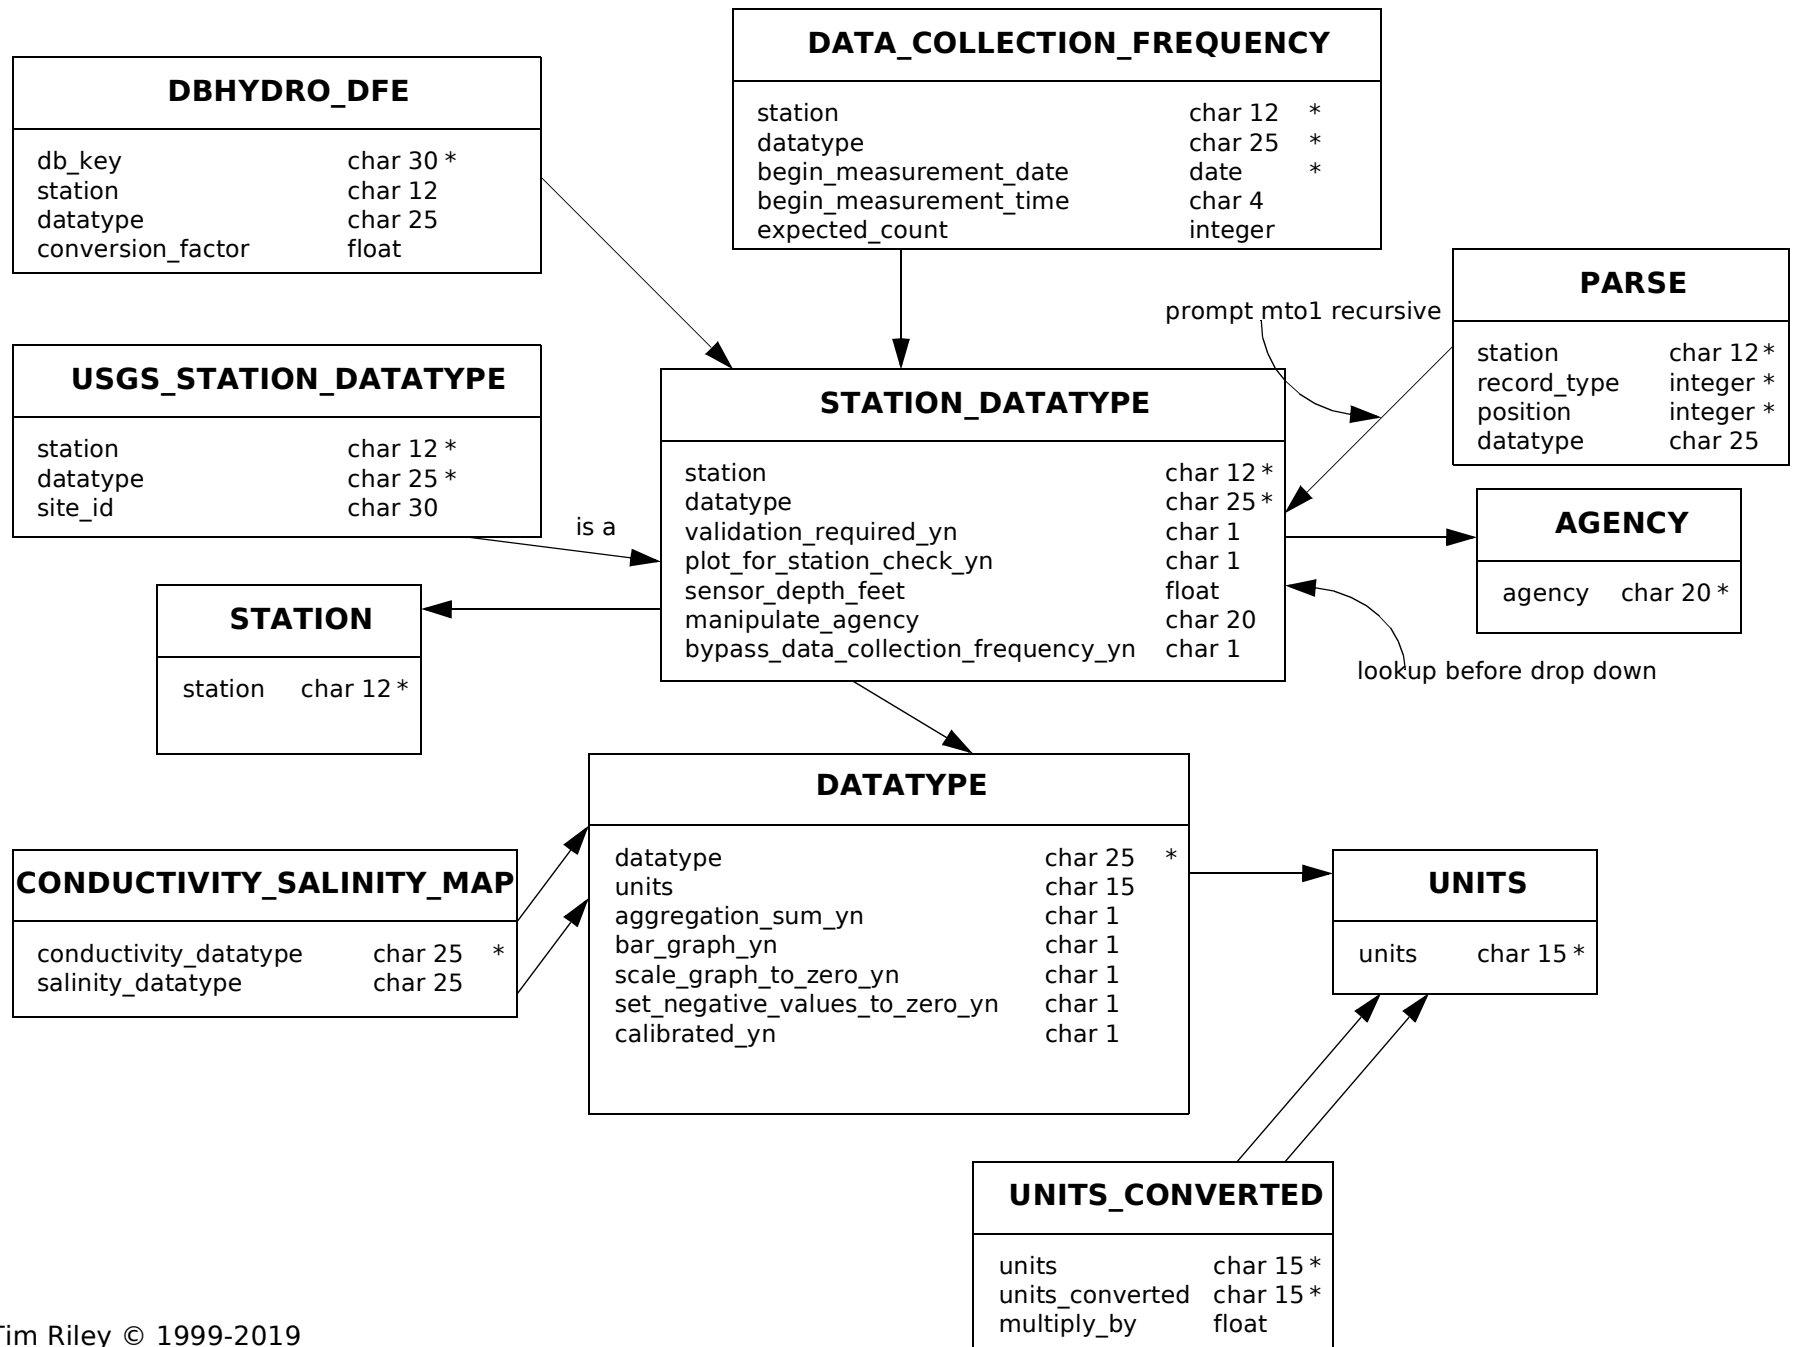 DATA_COLLECTION_FREQUENCY
station char 12 *
datatype char 25 *
begin_measurement_date date *
begin_measurement_time char 4
expected_count integer
DBHYDRO_DFE
db_key char 30 *
station char 12
datatype char 25
conversion_factor float
PARSE
station char 12 *
record_type integer *
position integer *
datatype char 25
prompt mto1 recursive
USGS_STATION_DATATYPE
station char 12 *
datatype char 25 *
site_id char 30
is a
STATION_DATATYPE
station char 12 *
datatype char 25 *
validation_required_yn char 1
plot_for_station_check_yn char 1
sensor_depth_feet float
manipulate_agency char 20
bypass_data_collection_frequency_yn char 1
AGENCY
agency char 20 *
lookup before drop down
STATION
station char 12 *
DATATYPE
datatype char 25 *
units char 15
aggregation_sum_yn char 1
bar_graph_yn char 1
scale_graph_to_zero_yn char 1
set_negative_values_to_zero_yn char 1
calibrated_yn char 1
CONDUCTIVITY_SALINITY_MAP
conductivity_datatype char 25 *
salinity_datatype char 25
UNITS
units char 15 *
UNITS_CONVERTED
units char 15 *
units_converted char 15 *
multiply_by float
Tim Riley © 1999-2019